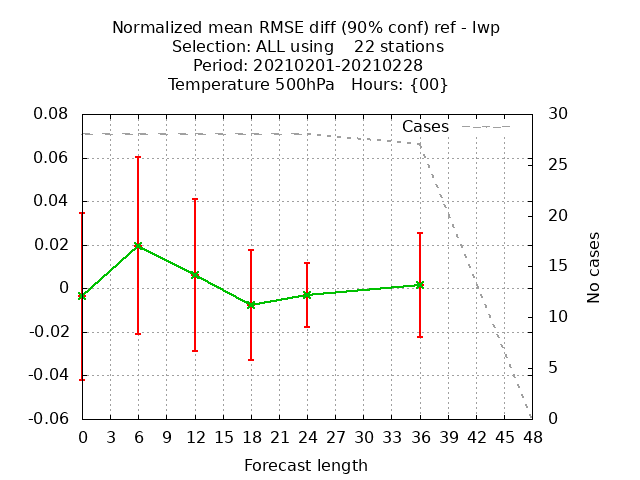 Normalized mean RMSE diff (90% conf) ref - lwp
Selection: ALL using    22 stations
Period: 20210201-20210228
Temperature 500hPa   Hours: {00}
Cases
0.08
0.06
0.04
0.02
0
-0.02
-0.04
-0.06
30
25
20
15
10
5
0
No cases
0 3 6 9 12 15 18 21 24 27 30 33 36 39 42 45 48
Forecast length